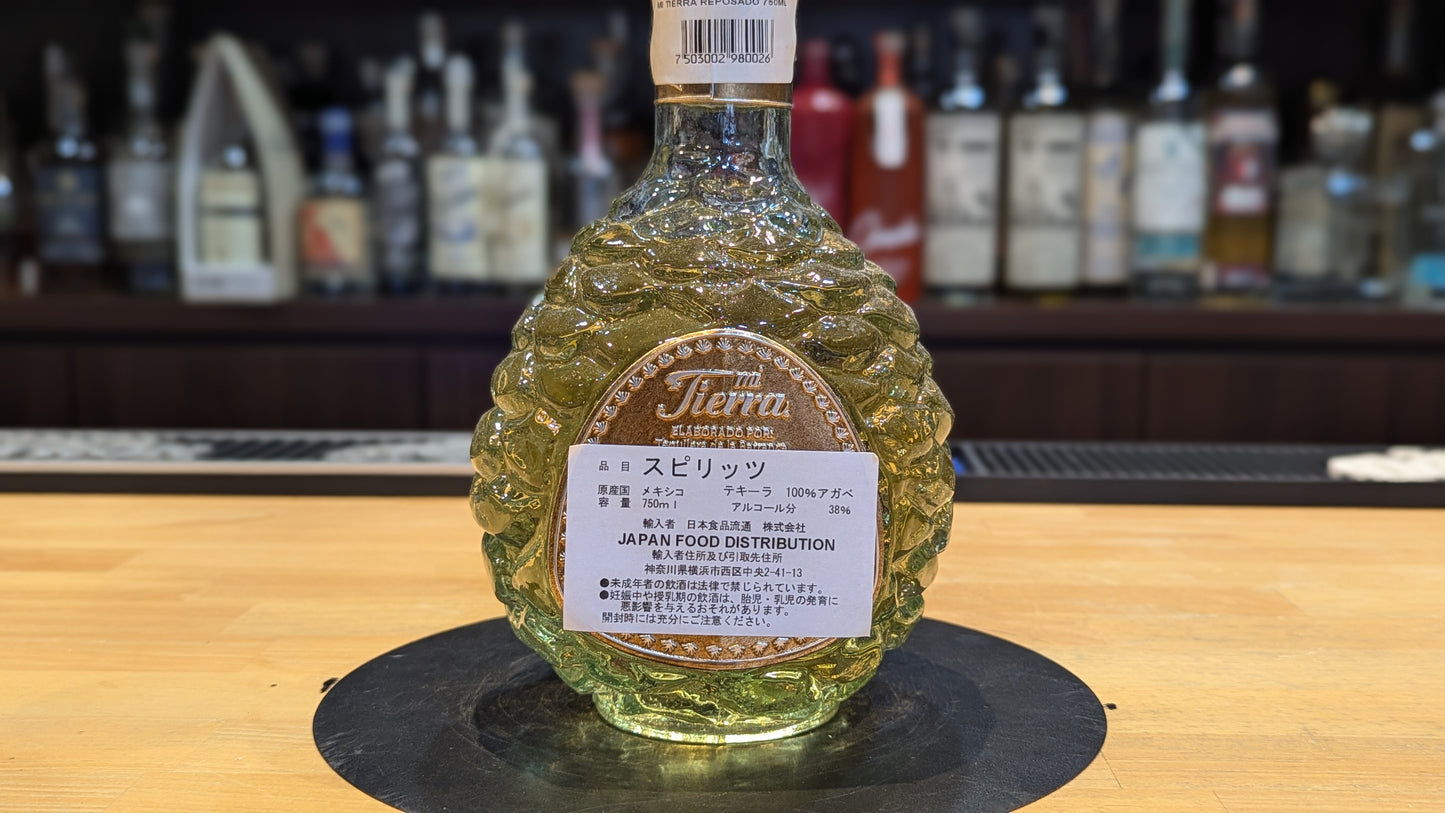 MI TIERRA REPOSADO 750ML
7503002 980026
mi
Tierra
ELABORADO POR:
品 目 スピリッツ
原産国 メキシコ テキーラ 100%アガベ
容 量 750ml アルコール分 38%
輸入者 日本食品流通 株式会社
JAPAN FOOD DISTRIBUTION
輸入者住所及び引取先住所
神奈川県横浜市西区中央2-41-13
●未成年者の飲酒は法律で禁じられています。
●妊娠中や授乳期の飲酒は、胎児・乳児の発育に
悪影響を与えるおそれがあります。
開封時には充分にご注意ください。